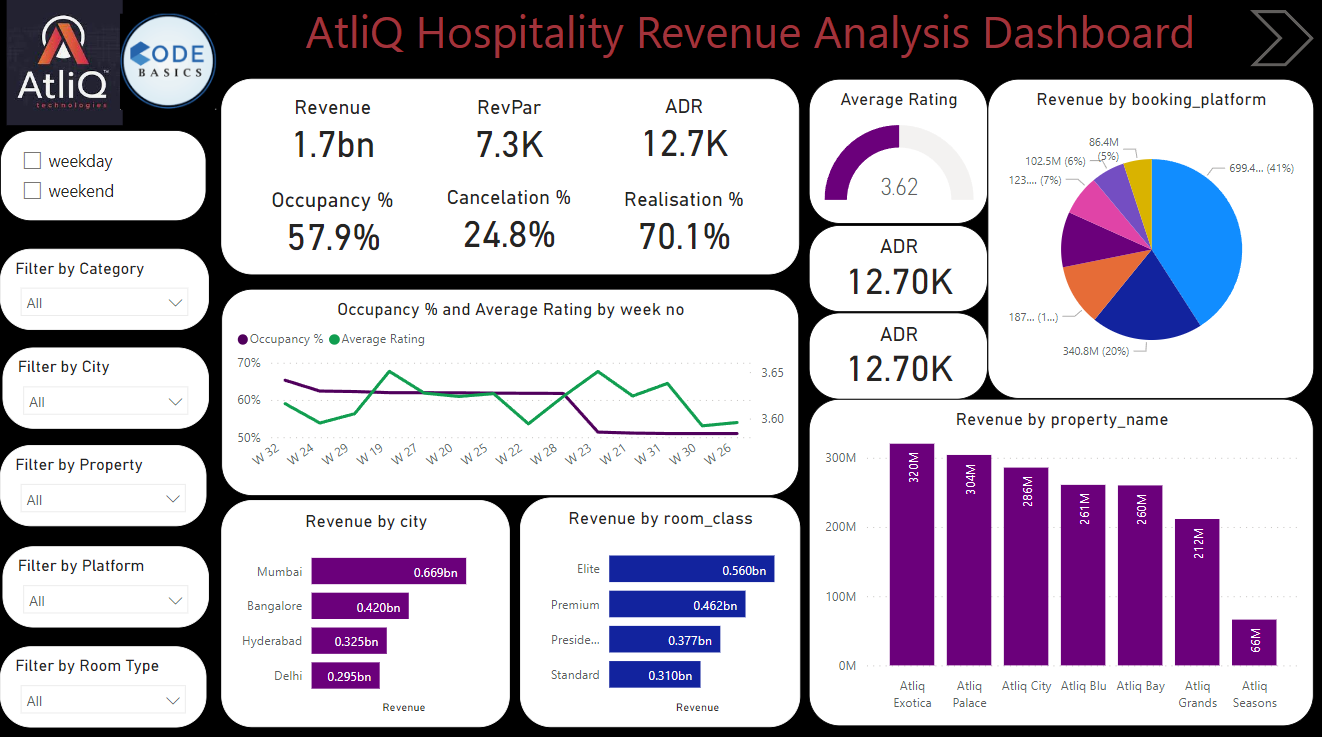 AtliQ Hospitality Revenue Analysis Dashboard
AtliQ™
technologies
CODE
BASICS
weekday
weekend
Filter by Category
All
Filter by City
All
Filter by Property
All
Filter by Platform
All
Filter by Room Type
All
Revenue
1.7bn
RevPar
7.3K
ADR
12.7K
Occupancy %
57.9%
Cancelation %
24.8%
Realisation %
70.1%
Average Rating
3.62
ADR
12.70K
ADR
12.70K
Revenue by booking_platform
699.4... (41%)
340.8M (20%)
187... (1...)
123.... (7%)
102.5M (6%)
86.4M
(5%)
Occupancy % and Average Rating by week no
Occupancy % Average Rating
70%
60%
50%
3.65
3.60
W 32 W 24 W 29 W 19 W 27 W 20 W 25 W 22 W 28 W 23 W 21 W 31 W 30 W 26
Revenue by city
Mumbai 0.669bn
Bangalore 0.420bn
Hyderabad 0.325bn
Delhi 0.295bn
Revenue
Revenue by room_class
Elite 0.560bn
Premium 0.462bn
Preside... 0.377bn
Standard 0.310bn
Revenue
Revenue by property_name
300M
200M
100M
0M
320M
304M
286M
261M
260M
212M
66M
Atliq Exotica
Atliq Palace
Atliq City
Atliq Blu
Atliq Bay
Atliq Grands
Atliq Seasons